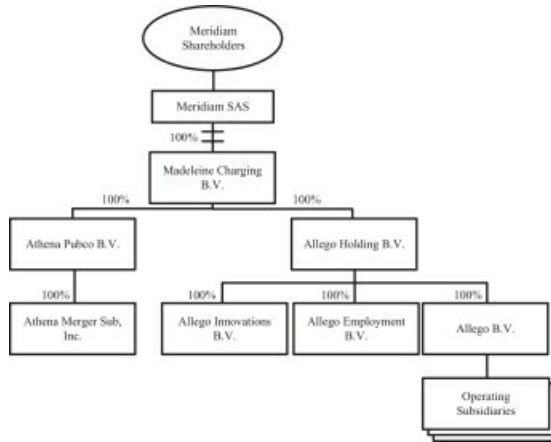 Meridiam
Shareholders
Meridiam SAS
100%
Madeleine Charging
B.V.
100%
100%
Athena Pubco B.V.
Allego Holding B.V.
100%
100%
100%
100%
Athena Merger Sub,
Inc.
Allego Innovations
B.V.
Allego Employment
B.V.
Allego B.V.
Operating
Subsidiaries